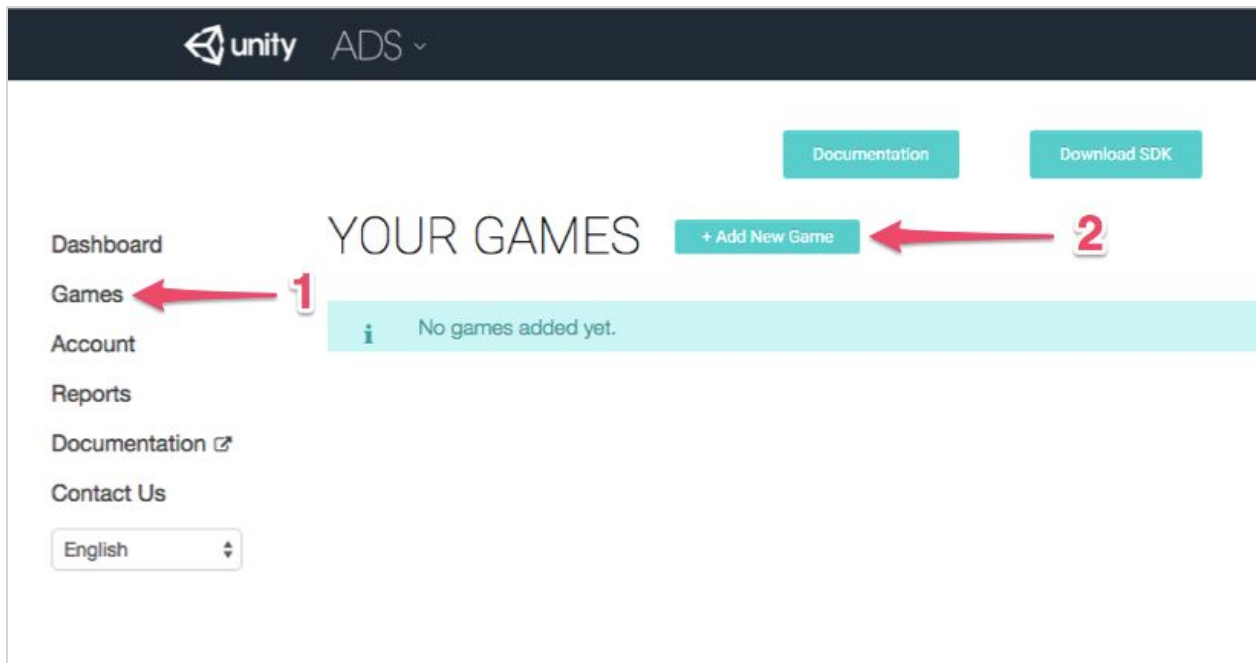 unity ADS
Documentation Download SDK
YOUR GAMES + Add New Game 2
Dashboard
Games 1
No games added yet.
Account
Reports
Documentation
Contact Us
English